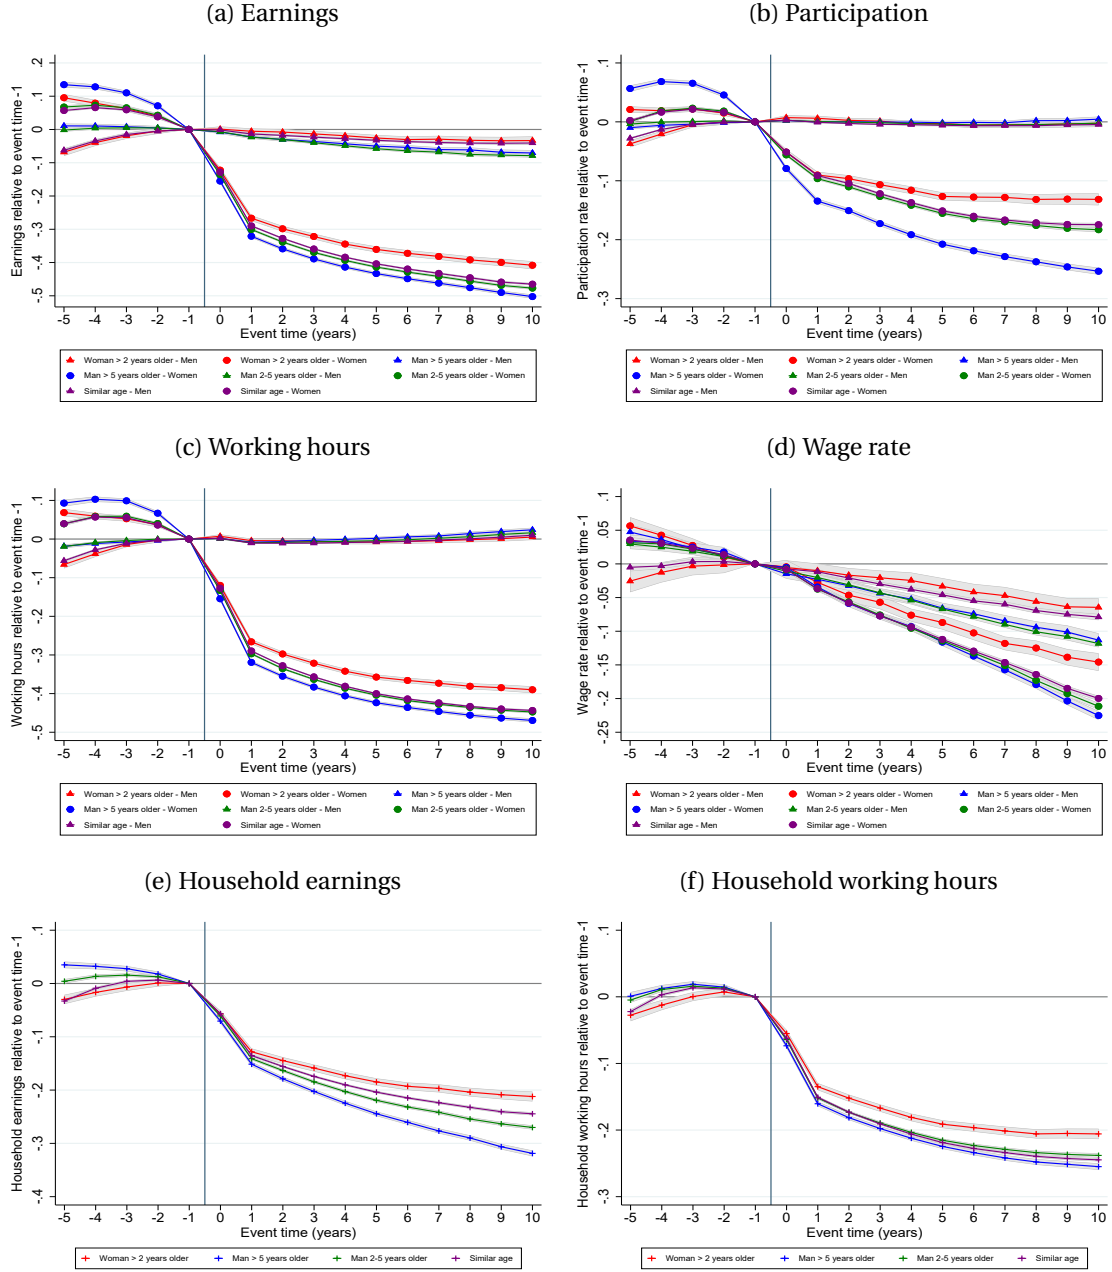 (a) Earnings
Earnings relative to event time -1
.2
.1
0
-.1
-.2
-.3
-.4
-.5
-5 -4 -3 -2 -1 0 1 2 3 4 5 6 7 8 9 10
Event time (years)
Woman > 2 years older - Men Woman > 2 years older - Women Man > 5 years older - Men
Man > 5 years older - Women Man 2-5 years older - Men Man 2-5 years older - Women
Similar age - Men Similar age - Women
(b) Participation
Participation rate relative to event time -1
.1
0
-.1
-.2
-.3
-5 -4 -3 -2 -1 0 1 2 3 4 5 6 7 8 9 10
Event time (years)
Woman > 2 years older - Men Woman > 2 years older - Women Man > 5 years older - Men
Man > 5 years older - Women Man 2-5 years older - Men Man 2-5 years older - Women
Similar age - Men Similar age - Women
(c) Working hours
Working hours relative to event time -1
.1
0
-.1
-.2
-.3
-.4
-.5
-5 -4 -3 -2 -1 0 1 2 3 4 5 6 7 8 9 10
Event time (years)
Woman > 2 years older - Men Woman > 2 years older - Women Man > 5 years older - Men
Man > 5 years older - Women Man 2-5 years older - Men Man 2-5 years older - Women
Similar age - Men Similar age - Women
(d) Wage rate
Wage rate relative to event time -1
.1
.05
0
-.05
-.1
-.15
-.2
-.25
-5 -4 -3 -2 -1 0 1 2 3 4 5 6 7 8 9 10
Event time (years)
Woman > 2 years older - Men Woman > 2 years older - Women Man > 5 years older - Men
Man > 5 years older - Women Man 2-5 years older - Men Man 2-5 years older - Women
Similar age - Men Similar age - Women
(e) Household earnings
Household earnings relative to event time -1
.1
0
-.1
-.2
-.3
-.4
-5 -4 -3 -2 -1 0 1 2 3 4 5 6 7 8 9 10
Event time (years)
Woman > 2 years older Man > 5 years older Man 2-5 years older Similar age
(f) Household working hours
Household working hours relative to event time -1
.1
0
-.1
-.2
-.3
-5 -4 -3 -2 -1 0 1 2 3 4 5 6 7 8 9 10
Event time (years)
Woman > 2 years older Man > 5 years older Man 2-5 years older Similar age